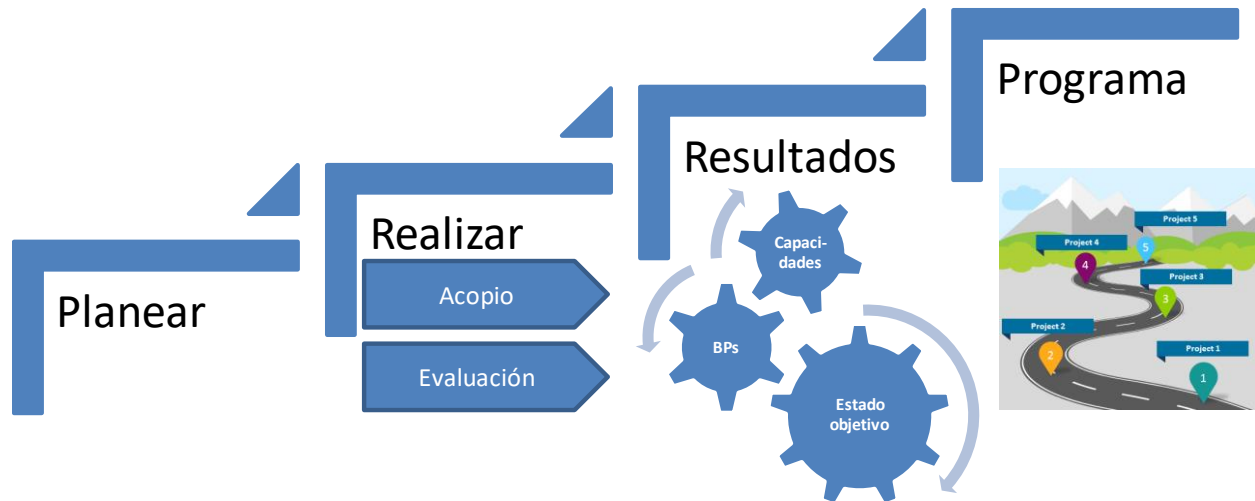 Planear
Realizar
Acopio
Evaluación
Resultados
Capaci-
dades
BPs
Estado
objetivo
Programa
Project 5
Project 4
5
4
Project 3
3
Project 2
Project 1
2
1